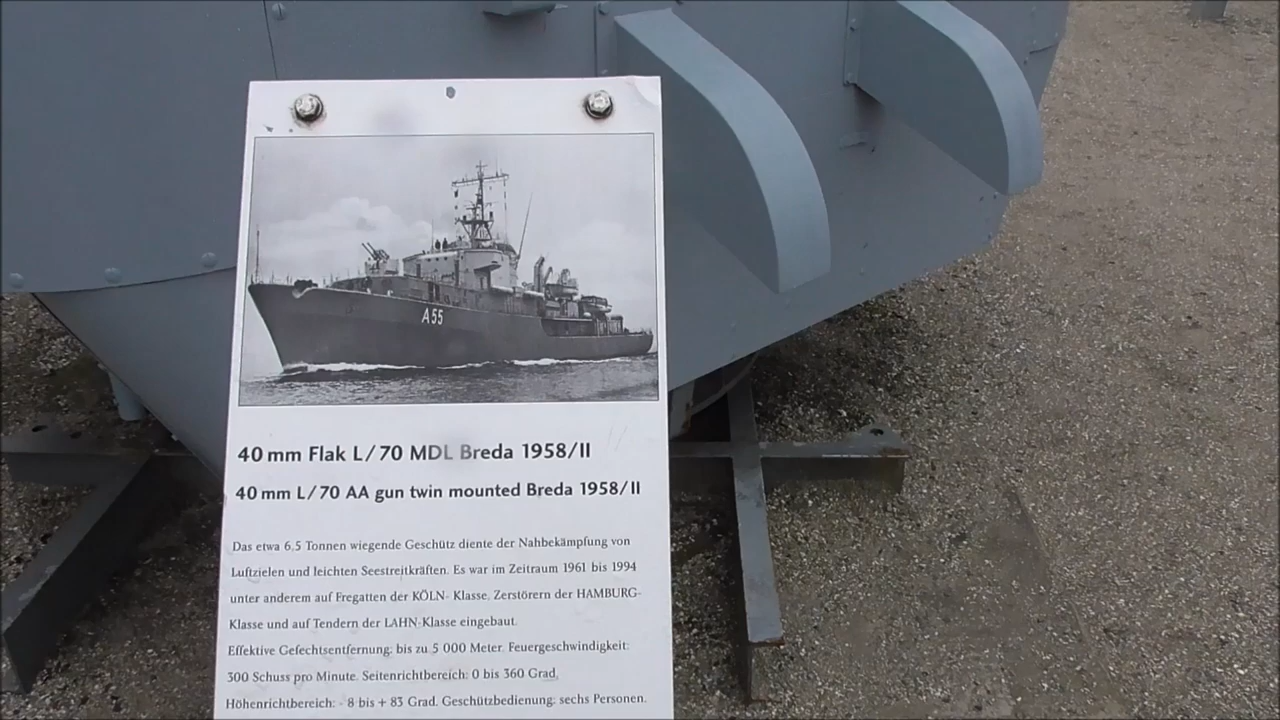 A55
40 mm Flak L/70 MDL Breda 1958/II
40 mm L/70 AA gun twin mounted Breda 1958/II
Das etwa 6,5 Tonnen wiegende Geschütz diente der Nahbekämpfung von
Luftzielen und leichten Seestreitkräften. Es war im Zeitraum 1961 bis 1994
unter anderem auf Fregatten der KÖLN- Klasse, Zerstörern der HAMBURG-
Klasse und auf Tendern der LAHN-Klasse eingebaut.
Effektive Gefechtsentfernung: bis zu 5 000 Meter. Feuergeschwindigkeit:
300 Schuss pro Minute. Seitenrichtbereich: 0 bis 360 Grad,
Höhenrichtbereich: - 8 bis + 83 Grad. Geschützbedienung: sechs Personen.